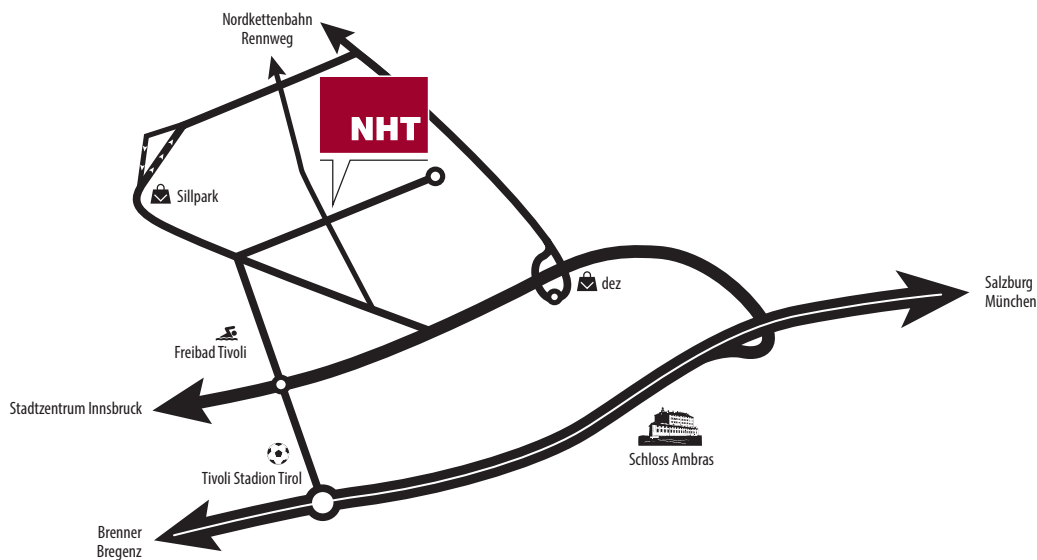 Nordkettenbahn
Rennweg
NHT
Sillpark
dez
Salzburg
München
Freibad Tivoli
Stadtzentrum Innsbruck
Schloss Ambras
Tivoli Stadion Tirol
Brenner
Bregenz